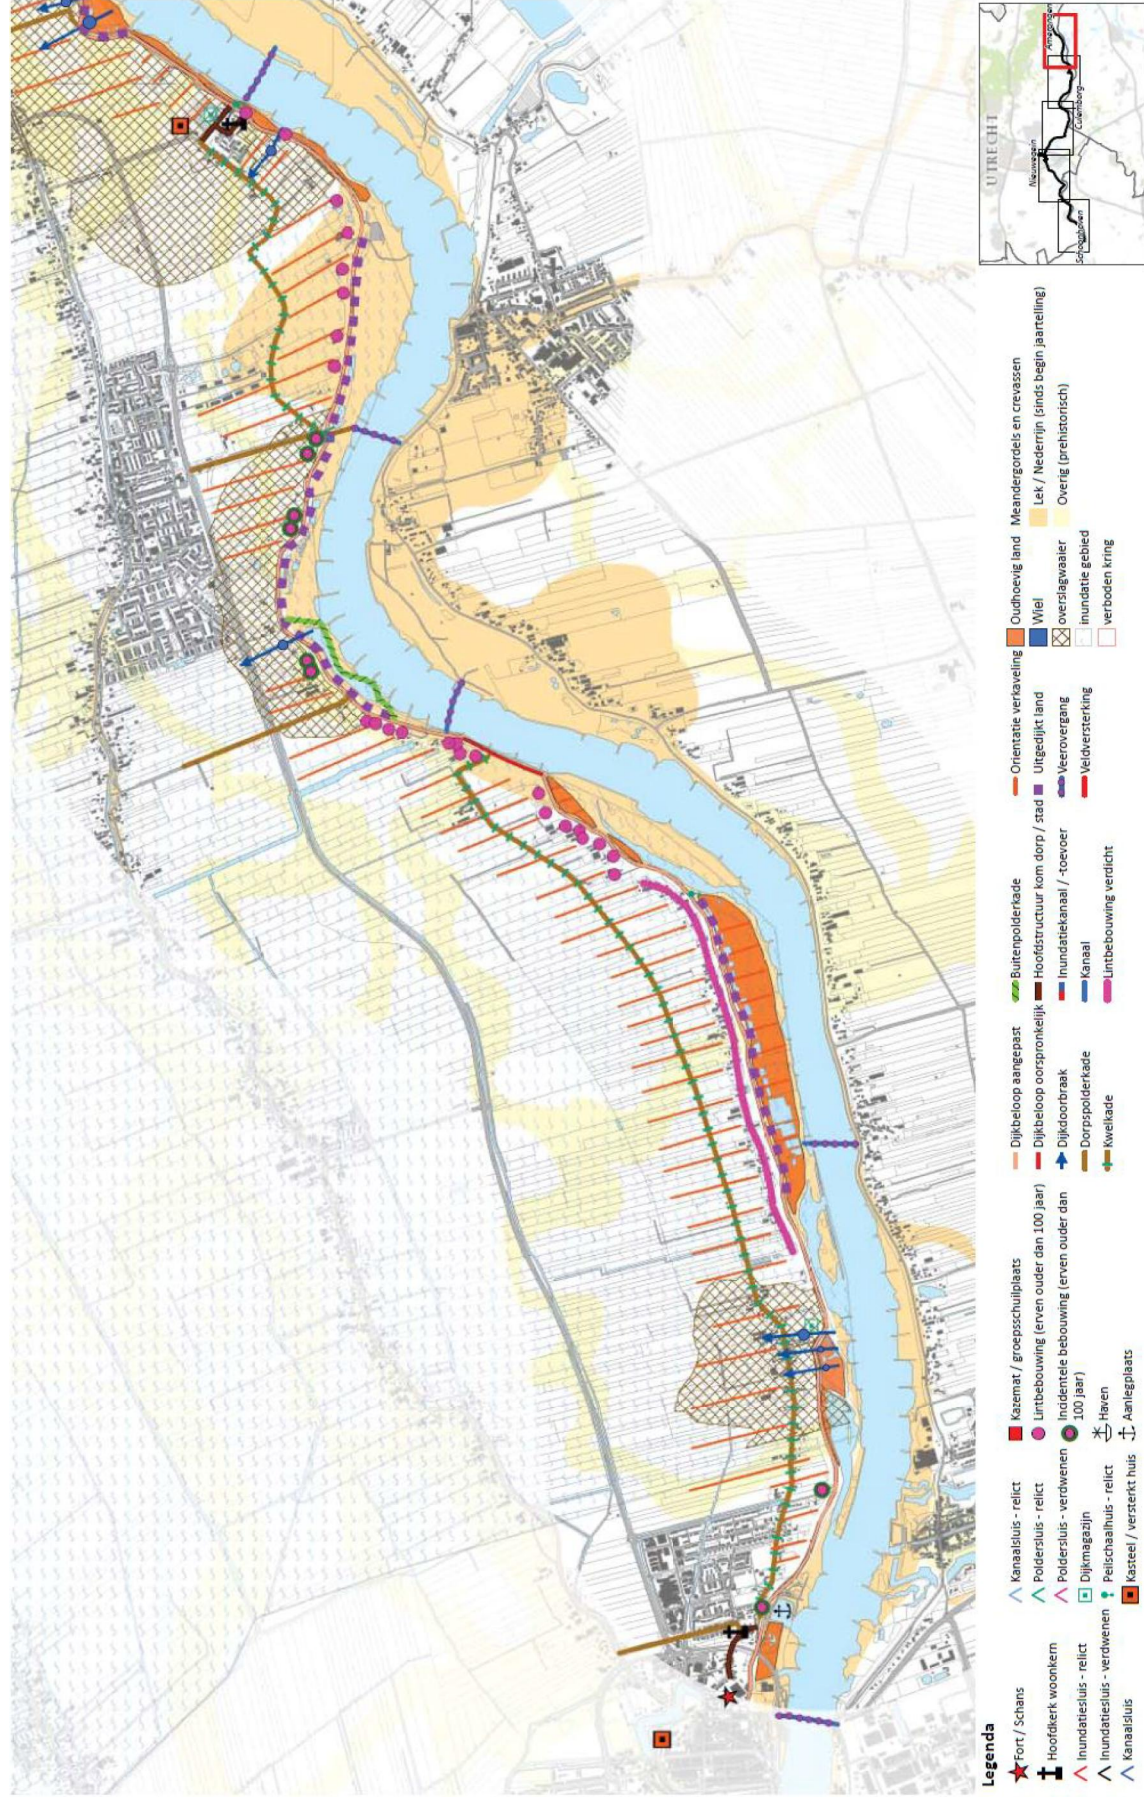 Legenda
Fort / Schans
Hoofdkerk woonkern
Inundatiesluis - relict
Inundatiesluis - verdwenen
Kanaalsluis
Kanaalsluis - relict
Poldersluis - relict
Poldersluis - verdwenen
Dijkmagazijn
Peilschaalhuis - relict
Kasteel / versterkt huis
Kazemat / groepsschuilplaats
Lintbebouwing (erven ouder dan 100 jaar)
Incidentele bebouwing (erven ouder dan
100 jaar)
Haven
Aanlegplaats
Dijkbeloop aangepast
Dijkbeloop oorspronkelijk
Dijkdoorbraak
Dorpspolderkade
Kwelkade
Buitenpolderkade
Hoofdstructuur kom dorp / stad
Inundatiekanaal / -toevoer
Kanaal
Lintbebouwing verdicht
Orientatie verkaveling
Uitgedijkt land
Veerovergang
Veldversterking
Oudhoevig land
Wiel
overslagwaaier
inundatie gebied
verboden kring
Meandergordels en crevassen
Lek / Nederrijn (sinds begin jaartelling)
Overig (prehistorisch)
UTRECHT
Schoonhoven
Nieuwegein
Culemborg
Amerongen